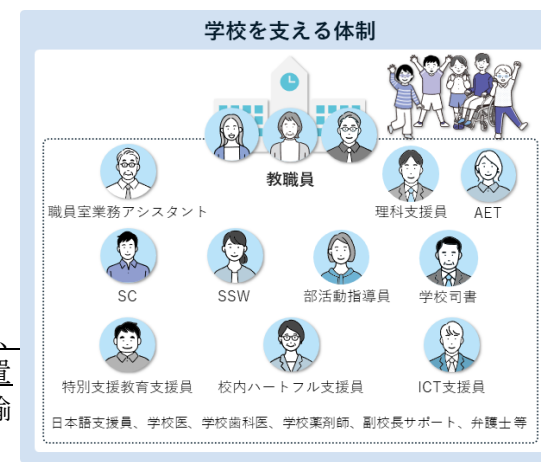 学校を支える体制
教職員
職員室業務アシスタント
理科支援員
AET
SC
SSW
部活動指導員
学校司書
特別支援教育支援員
校内ハートフル支援員
ICT支援員
日本語支援員、学校医、学校歯科医、学校薬剤師、副校長サポート、弁護士等